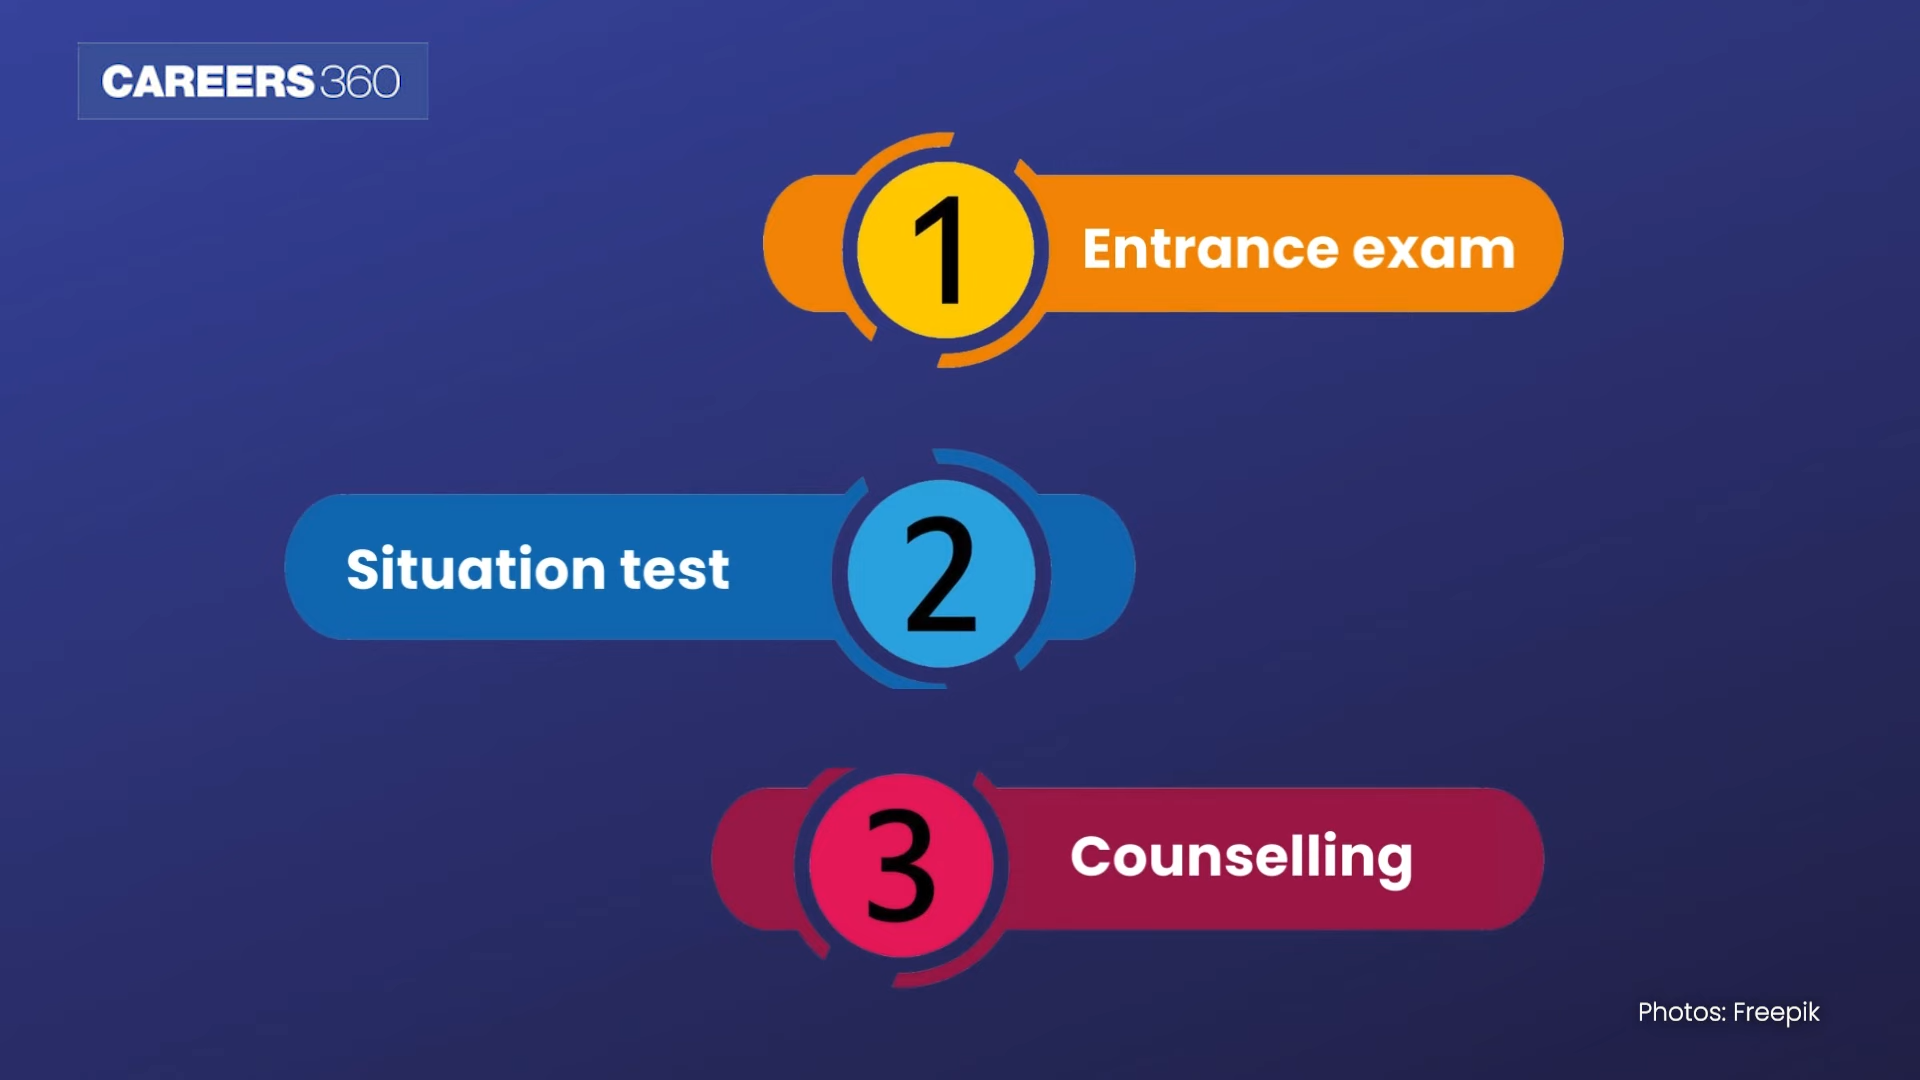 CAREERS360
1
Entrance exam
Situation test
2
3
Counselling
Photos: Freepik